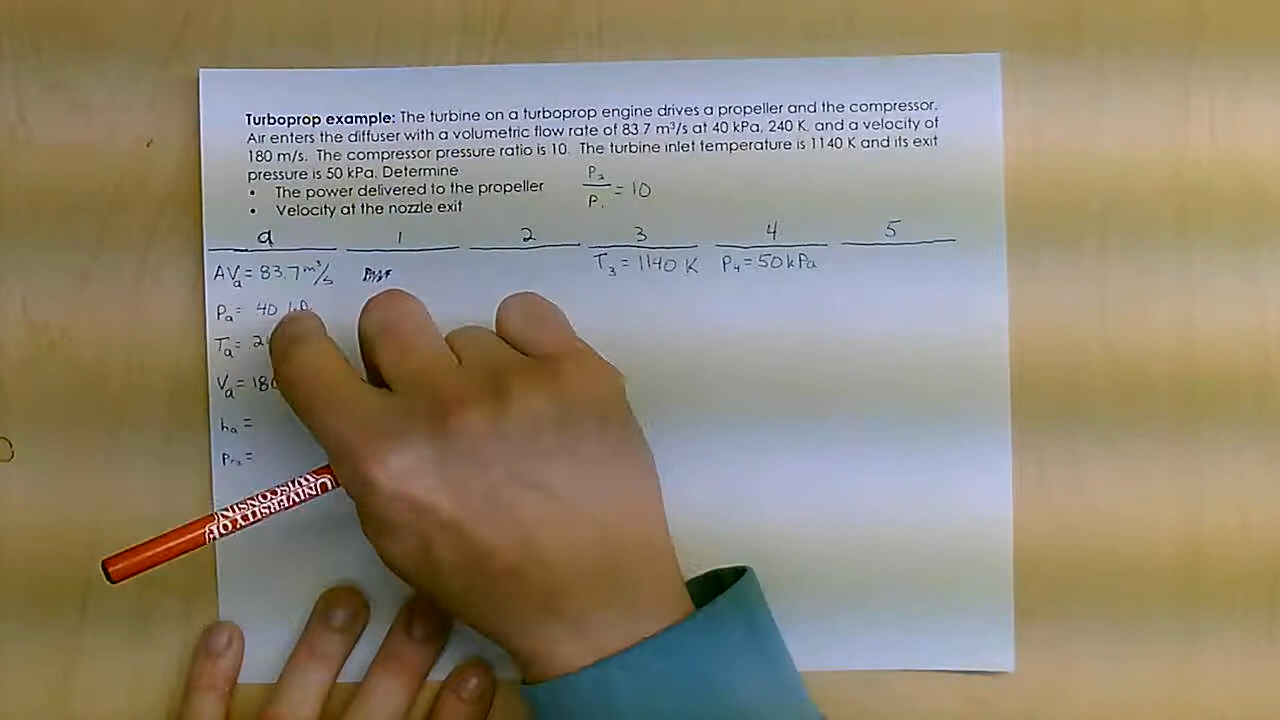 Turboprop example: The turbine on a turboprop engine drives a propeller and the compressor.
Air enters the diffuser with a volumetric flow rate of 83.7 m³/s at 40 kPa, 240 K, and a velocity of
180 m/s. The compressor pressure ratio is 10. The turbine inlet temperature is 1140 K and its exit
pressure is 50 kPa. Determine
• The power delivered to the propeller
• Velocity at the nozzle exit
P₂/P₁ = 10
a 1 2 3 4 5
AVₐ = 83.7 m³/s T₃ = 1140 K P₄ = 50 kPa
Pₐ = 40
Tₐ =
Vₐ = 180
hₐ =
Pᵣₐ =
UNIVERSITY OF
WISCONSIN